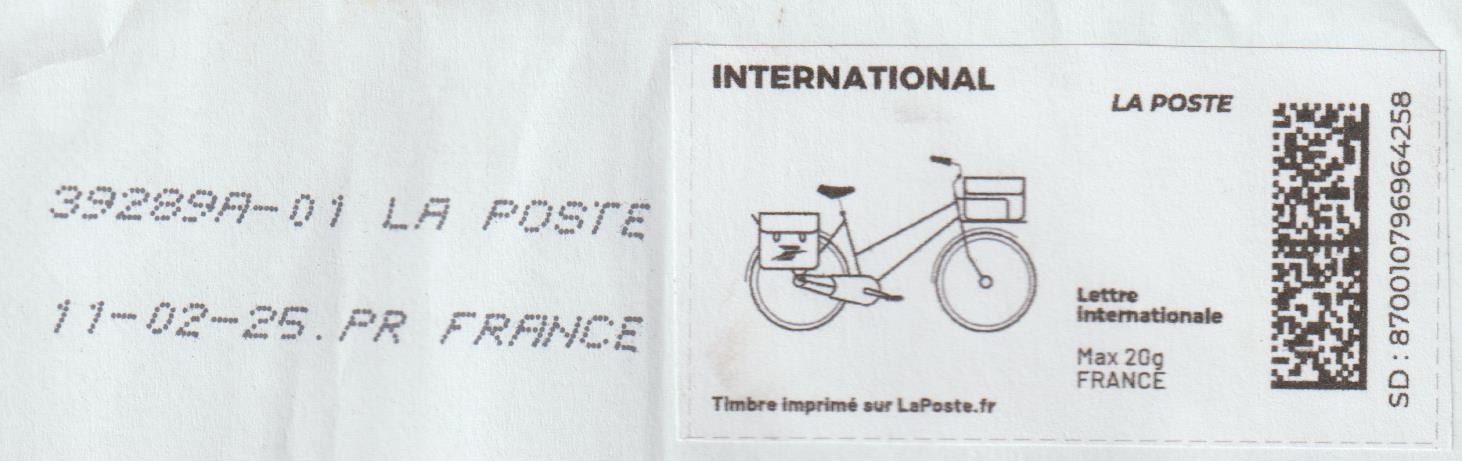 39289A-01 LA POSTE
11-02-25.PR FRANCE
INTERNATIONAL
LA POSTE
Lettre
Internationale
Max 20g
FRANCE
Timbre imprimé sur LaPoste.fr
SD : 87001079696964258